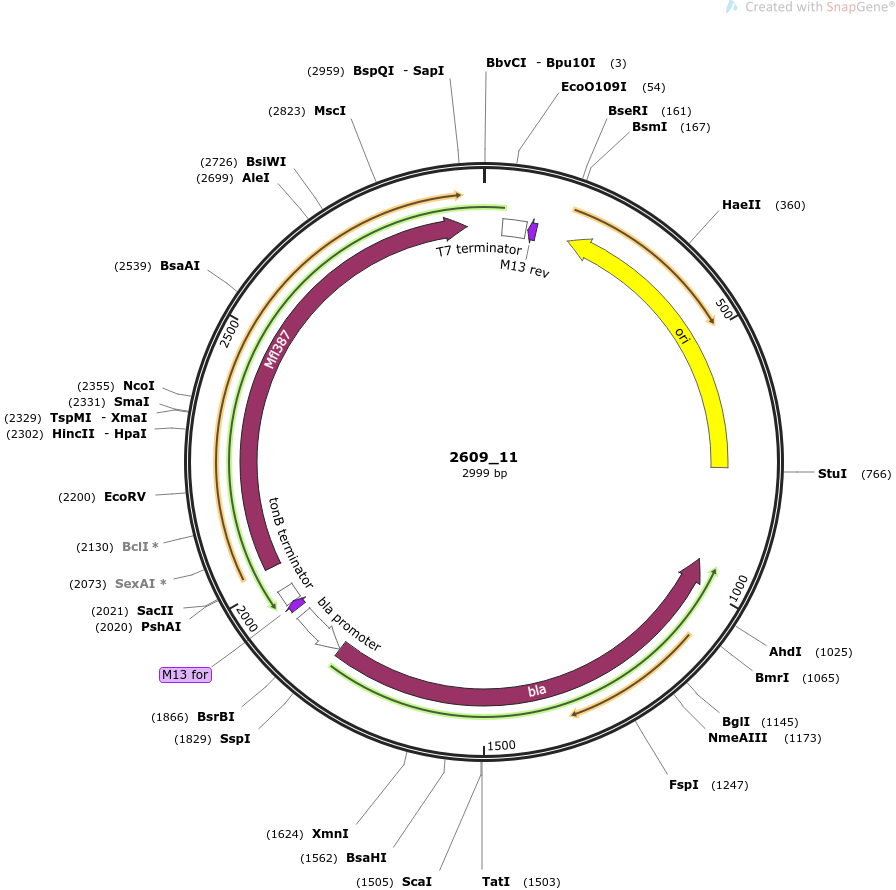 Created with SnapGene®
(2959) BspQI - SapI
BbvCI - Bpu10I (3)
EcoO109I (54)
(2823) MscI
BseRI (161)
BsmI (167)
(2726) BsiWI
(2699) AleI
HaeII (360)
(2539) BsaAI
T7 terminator
M13 rev
500
ori
2500
Mfl387
(2355) NcoI
(2331) SmaI
(2329) TspMI - XmaI
(2302) HincII - HpaI
2609_11
2999 bp
StuI (766)
(2200) EcoRV
(2130) BclI *
(2073) SexAI *
(2021) SacII
(2020) PshAI
tonB terminator
bla promoter
2000
1000
M13 for
AhdI (1025)
BmrI (1065)
bla
(1866) BsrBI
(1829) SspI
BglI (1145)
NmeAIII (1173)
1500
FspI (1247)
(1624) XmnI
(1562) BsaHI
(1505) ScaI
TatI (1503)